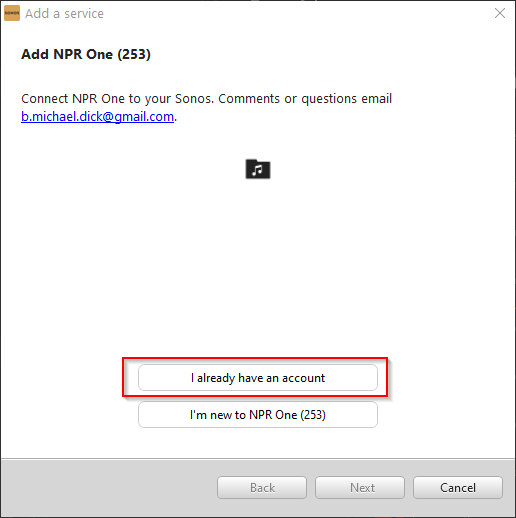 SONOS Add a service
Add NPR One (253)
Connect NPR One to your Sonos. Comments or questions email
b.michael.dick@gmail.com.
I already have an account
I'm new to NPR One (253)
Back Next Cancel